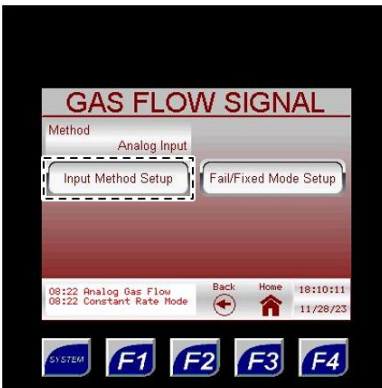 GAS FLOW SIGNAL
Method
Analog Input
Input Method Setup
Fail/Fixed Mode Setup
08:22 Analog Gas Flow
08:22 Constant Rate Mode
Back
Home
18:10:11
11/28/23
SYSTEM
F1
F2
F3
F4